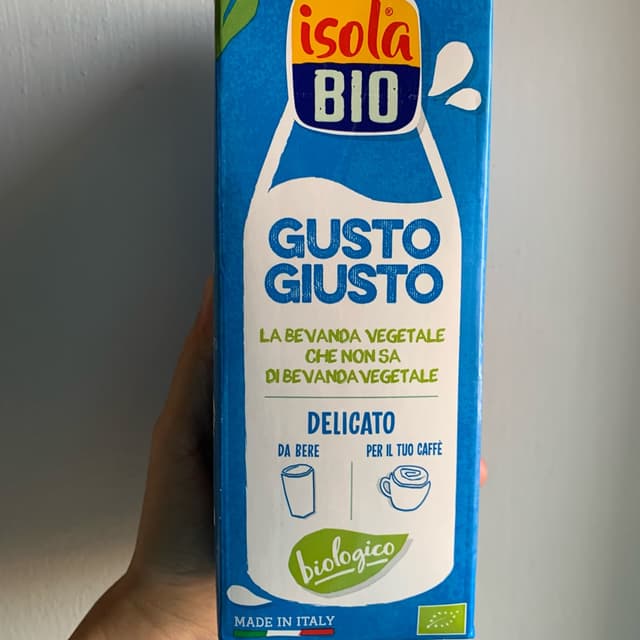 isola®
BIO
GUSTO
GIUSTO
LA BEVANDA VEGETALE
CHE NON SA
DI BEVANDA VEGETALE
DELICATO
DA BERE
PER IL TUO CAFFÈ
biologico
MADE IN ITALY